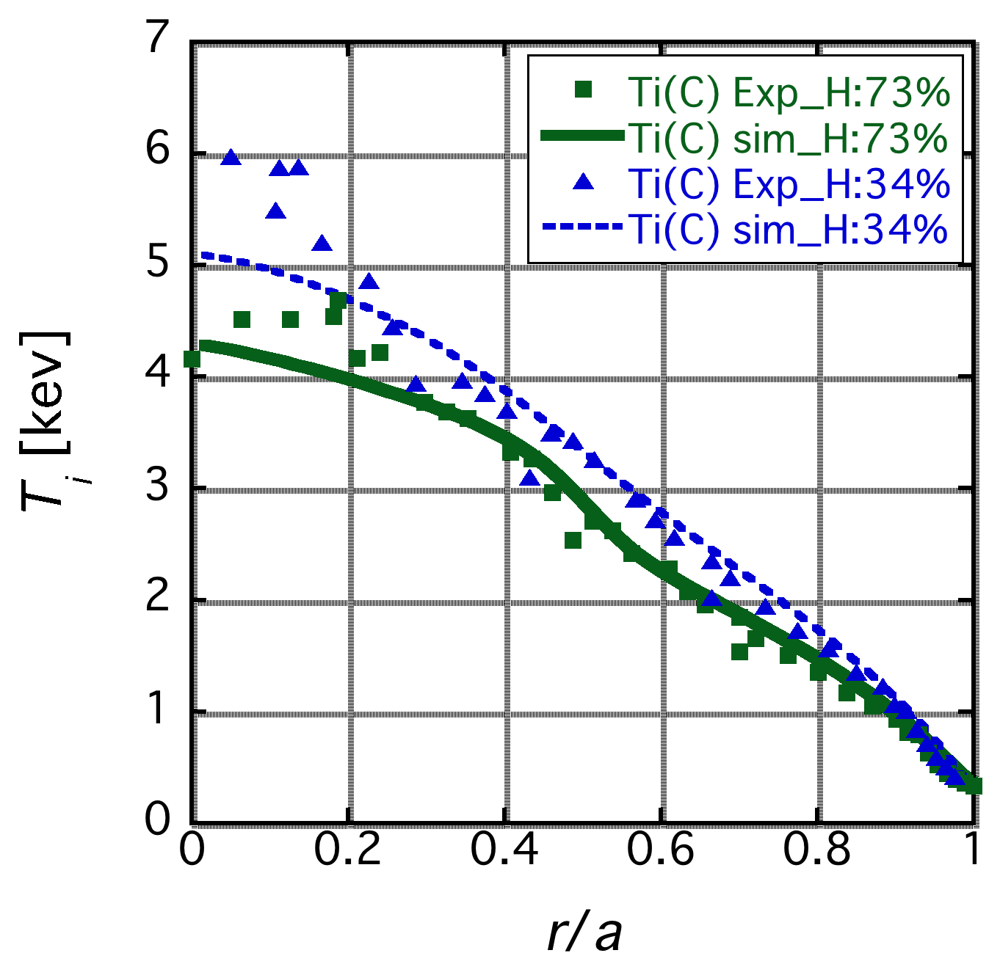 7
6
5
4
3
2
1
0
T i [kev]
Ti(C) Exp_H:73%
Ti(C) sim_H:73%
Ti(C) Exp_H:34%
Ti(C) sim_H:34%
0 0.2 0.4 0.6 0.8 1
r/a